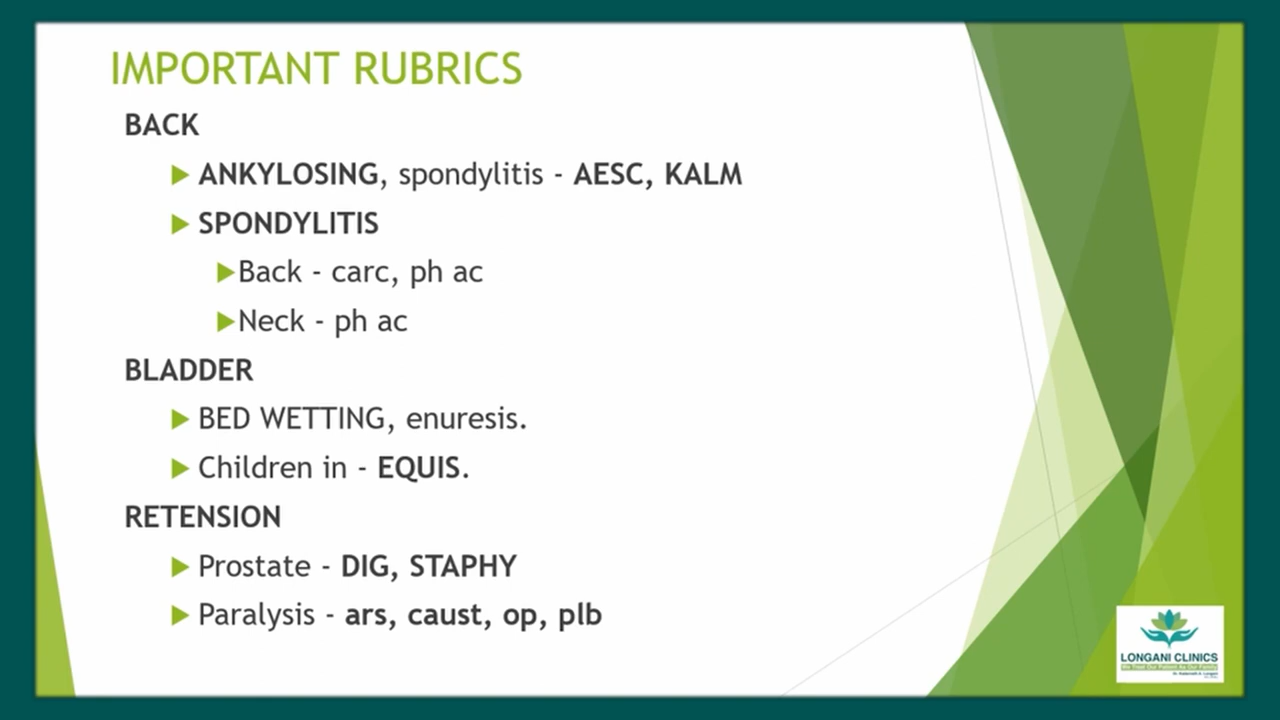 IMPORTANT RUBRICS
BACK
ANKYLOSING, spondylitis - AESC, KALM
SPONDYLITIS
Back - carc, ph ac
Neck - ph ac
BLADDER
BED WETTING, enuresis.
Children in - EQUIS.
RETENSION
Prostate - DIG, STAPHY
Paralysis - ars, caust, op, plb
LONGANI CLINICS
We Treat Our Patient As Our Family